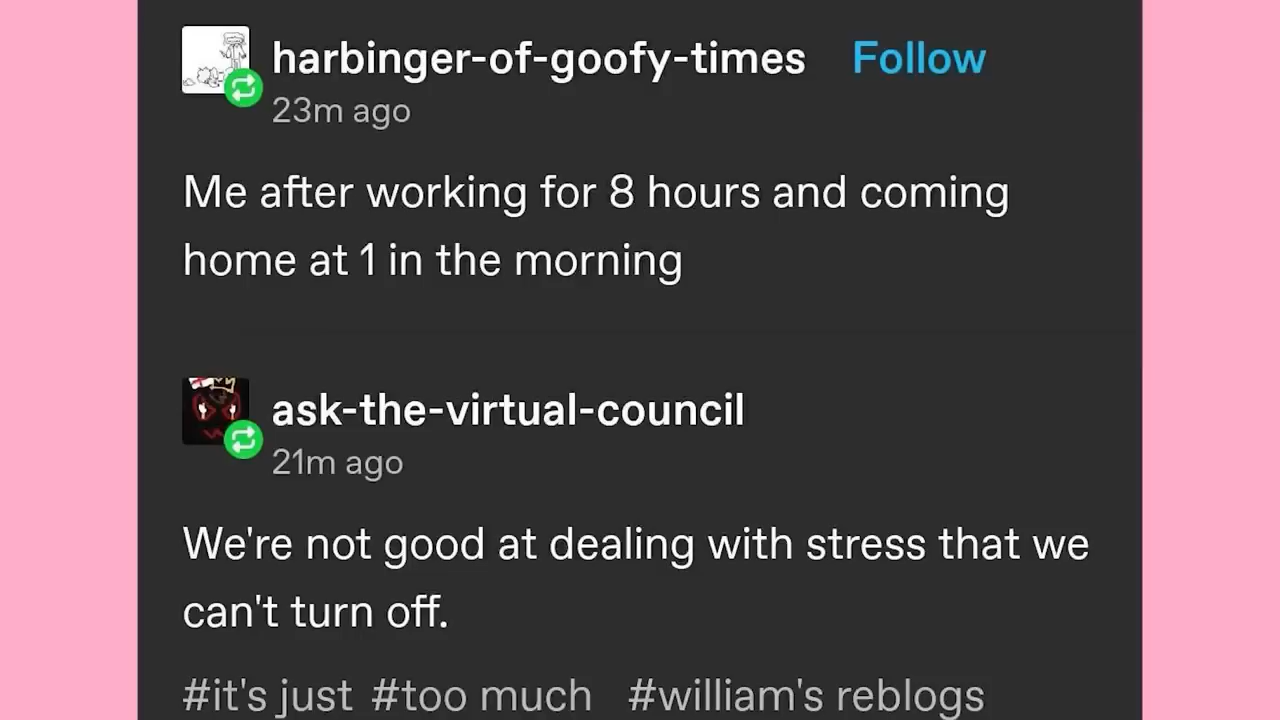 harbinger-of-goofy-times Follow
23m ago
Me after working for 8 hours and coming
home at 1 in the morning
ask-the-virtual-council
21m ago
We're not good at dealing with stress that we
can't turn off.
#it's just #too much #william's reblogs